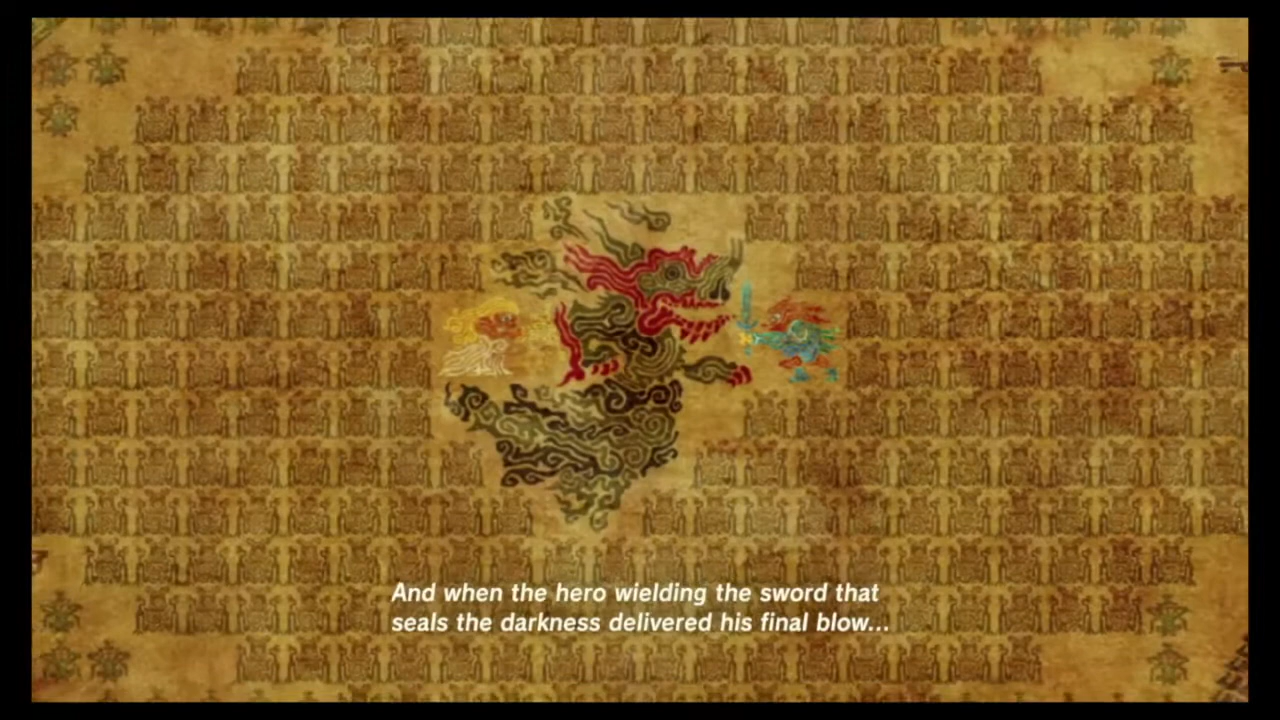 And when the hero wielding the sword that
seals the darkness delivered his final blow...